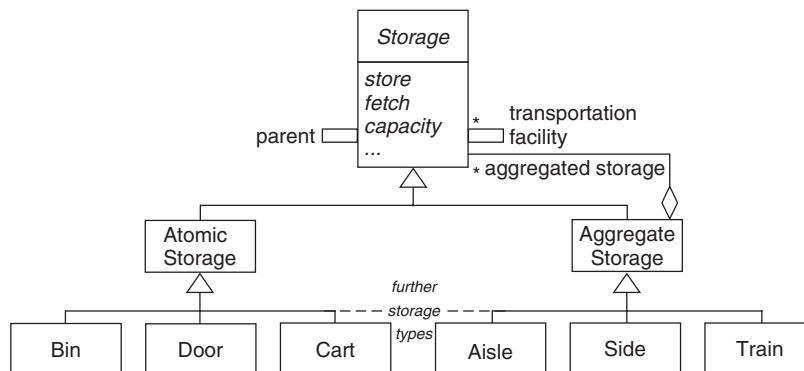 Storage
store
fetch
capacity
...
parent
*
transportation
facility
* aggregated storage
Atomic
Storage
Aggregate
Storage
further
storage
types
Bin
Door
Cart
Aisle
Side
Train